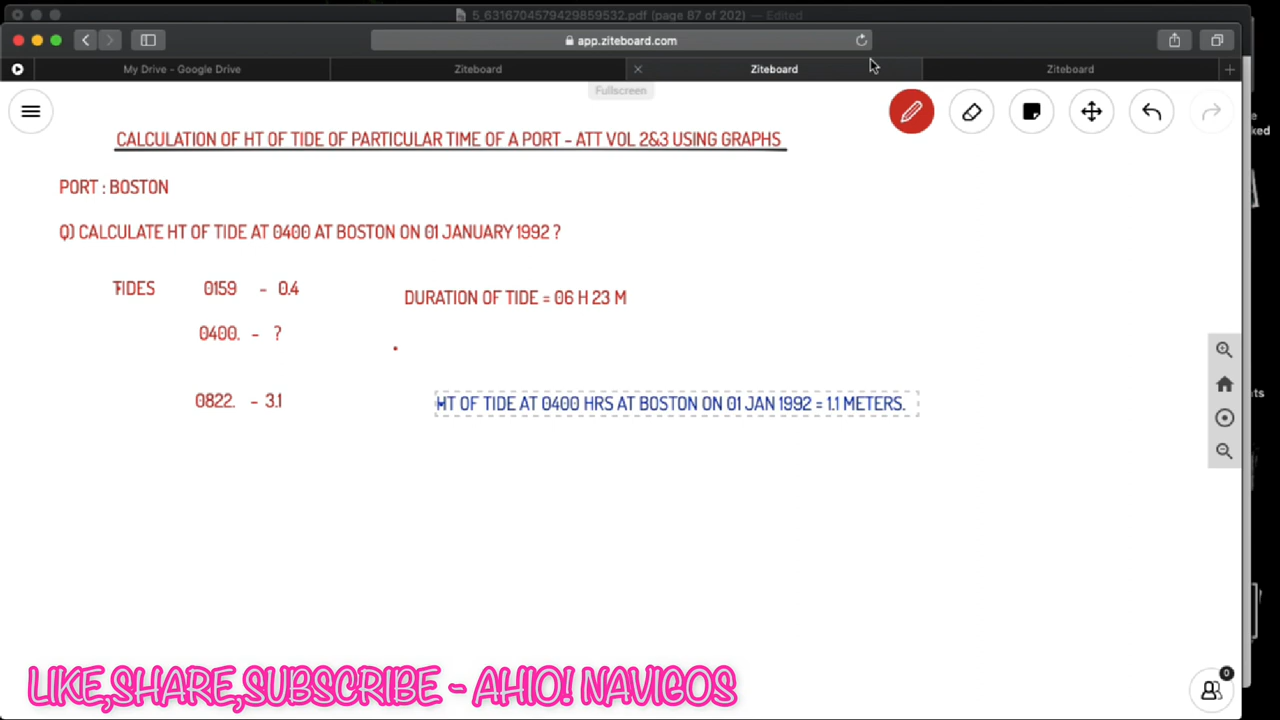 5_6316704579429859532.pdf (page 87 of 202) — Edited
app.ziteboard.com
My Drive - Google Drive
Ziteboard
Ziteboard
Ziteboard
Fullscreen
CALCULATION OF HT OF TIDE OF PARTICULAR TIME OF A PORT - ATT VOL 2&3 USING GRAPHS
PORT : BOSTON
Q) CALCULATE HT OF TIDE AT 0400 AT BOSTON ON 01 JANUARY 1992 ?
TIDES 0159 - 0.4
DURATION OF TIDE = 06 H 23 M
0400. - ?
0822. - 3.1
HT OF TIDE AT 0400 HRS AT BOSTON ON 01 JAN 1992 = 1.1 METERS.
LIKE,SHARE,SUBSCRIBE - AHIO! NAVIGOS
0